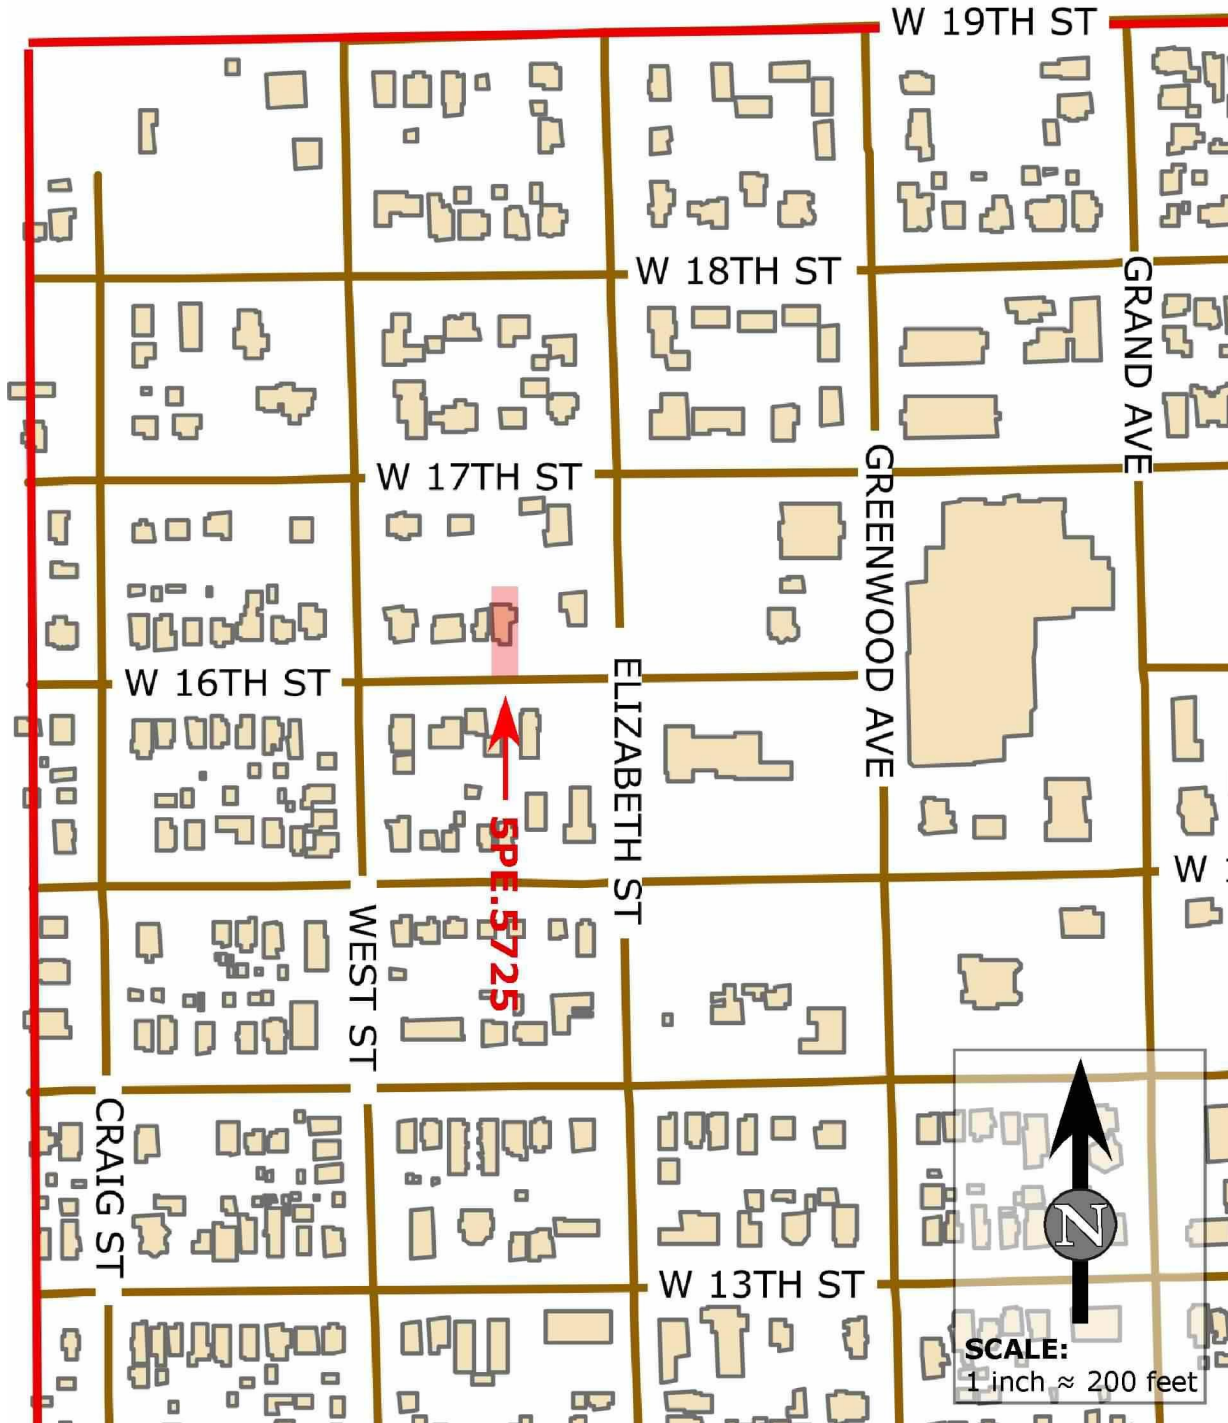 W 19TH ST
W 18TH ST
GRAND AVE
W 17TH ST
GREENWOOD AVE
W 16TH ST
ELIZABETH ST
5PE.5725
W
WEST ST
CRAIG ST
N
W 13TH ST
SCALE:
1 inch ≈ 200 feet